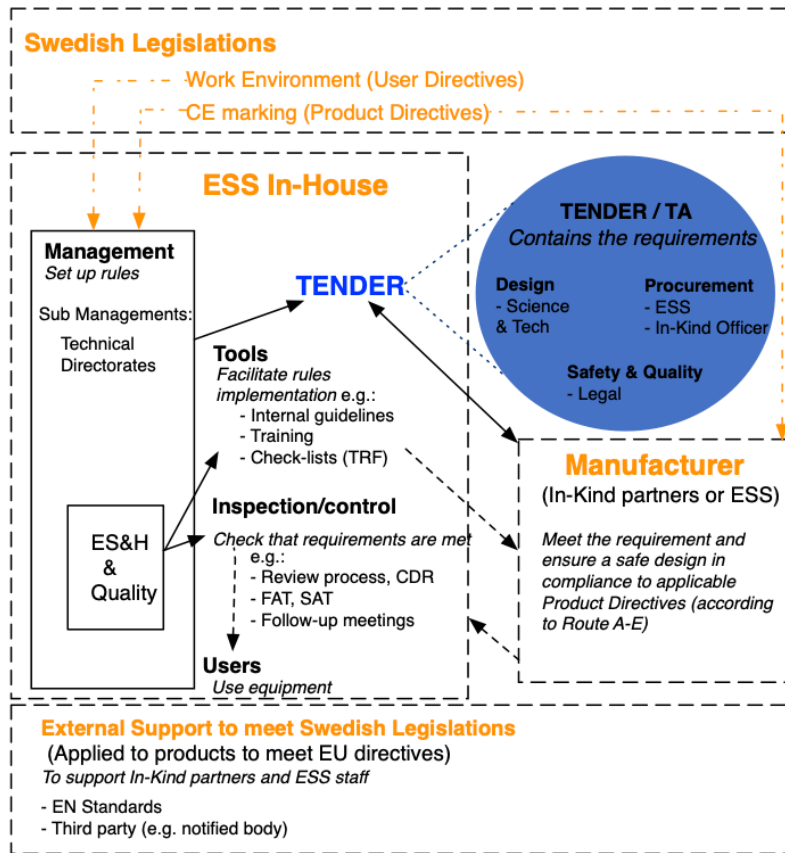 Swedish Legislations
Work Environment (User Directives)
CE marking (Product Directives)
ESS In-House
Management
Set up rules
Sub Managements:
Technical
Directorates
ES&H
&
Quality
TENDER
Tools
Facilitate rules
implementation e.g.:
- Internal guidelines
- Training
- Check-lists (TRF)
Inspection/control
Check that requirements are met
e.g.:
- Review process, CDR
- FAT, SAT
- Follow-up meetings
Users
Use equipment
TENDER / TA
Contains the requirements
Design
- Science
& Tech
Procurement
- ESS
- In-Kind Officer
Safety & Quality
- Legal
Manufacturer
(In-Kind partners or ESS)
Meet the requirement and
ensure a safe design in
compliance to applicable
Product Directives (according
to Route A-E)
External Support to meet Swedish Legislations
(Applied to products to meet EU directives)
To support In-Kind partners and ESS staff
- EN Standards
- Third party (e.g. notified body)